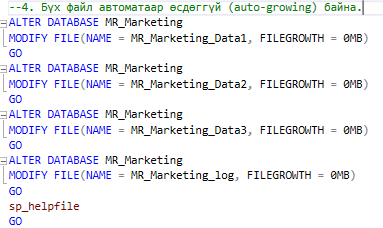 --4. Бүх файл автоматаар өсдөггүй (auto-growing) байна.
ALTER DATABASE MR_Marketing
MODIFY FILE(NAME = MR_Marketing_Data1, FILEGROWTH = 0MB)
GO
ALTER DATABASE MR_Marketing
MODIFY FILE(NAME = MR_Marketing_Data2, FILEGROWTH = 0MB)
GO
ALTER DATABASE MR_Marketing
MODIFY FILE(NAME = MR_Marketing_Data3, FILEGROWTH = 0MB)
GO
ALTER DATABASE MR_Marketing
MODIFY FILE(NAME = MR_Marketing_log, FILEGROWTH = 0MB)
GO
sp_helpfile
GO